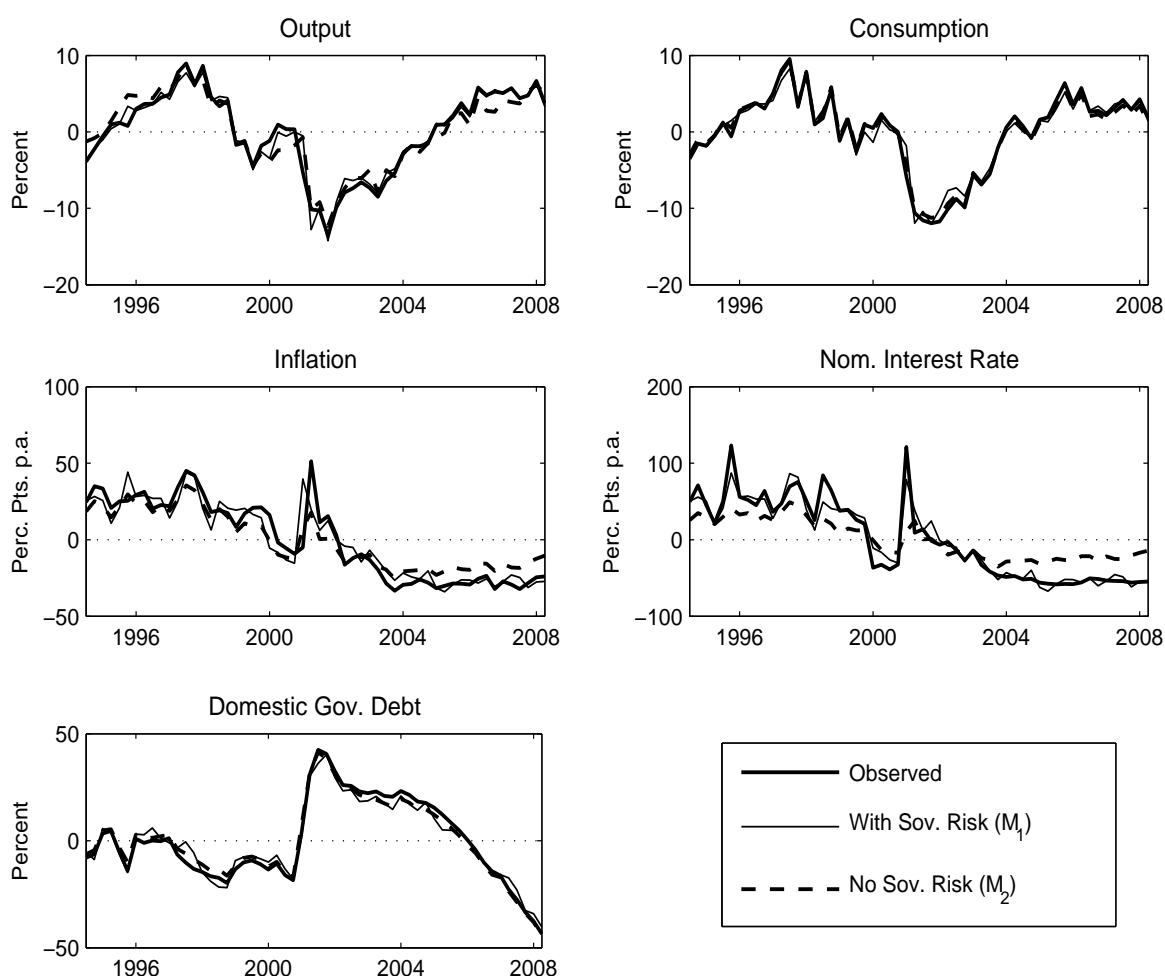 Output
Percent
10
0
−10
−20
1996 2000 2004 2008
Consumption
Percent
10
0
−10
−20
1996 2000 2004 2008
Inflation
Perc. Pts. p.a.
100
50
0
−50
1996 2000 2004 2008
Nom. Interest Rate
Perc. Pts. p.a.
200
100
0
−100
1996 2000 2004 2008
Domestic Gov. Debt
Percent
50
0
−50
1996 2000 2004 2008
Observed
With Sov. Risk (M1)
No Sov. Risk (M2)